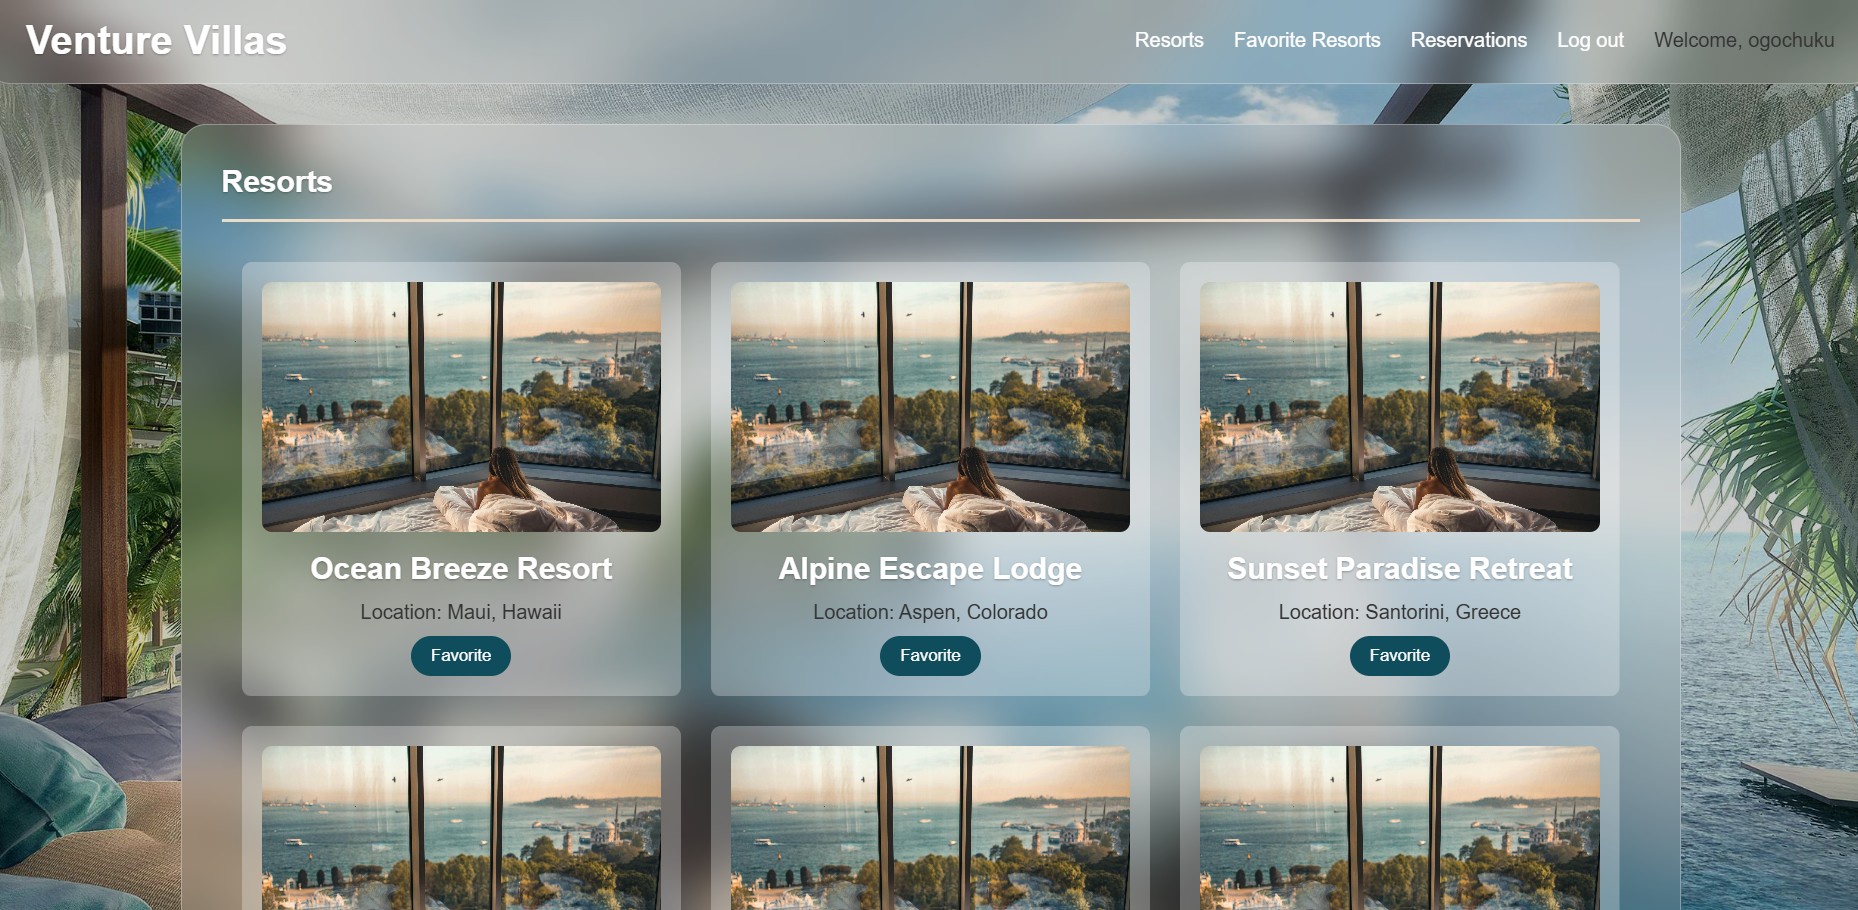 Venture Villas
Resorts
Favorite Resorts
Reservations
Log out
Welcome, ogochuku
Resorts
Ocean Breeze Resort
Location: Maui, Hawaii
Favorite
Alpine Escape Lodge
Location: Aspen, Colorado
Favorite
Sunset Paradise Retreat
Location: Santorini, Greece
Favorite